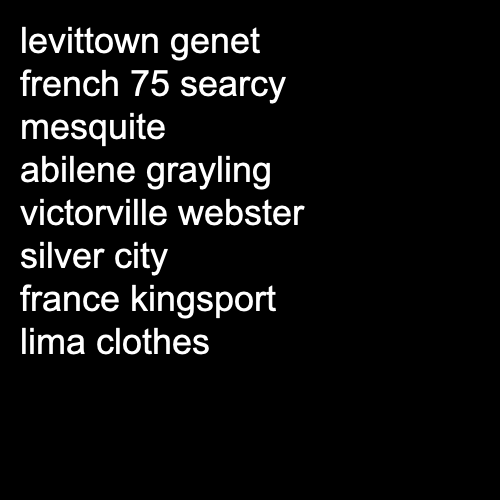 levittown genet
french 75 searcy
mesquite
abilene grayling
victorville webster
silver city
france kingsport
lima clothes